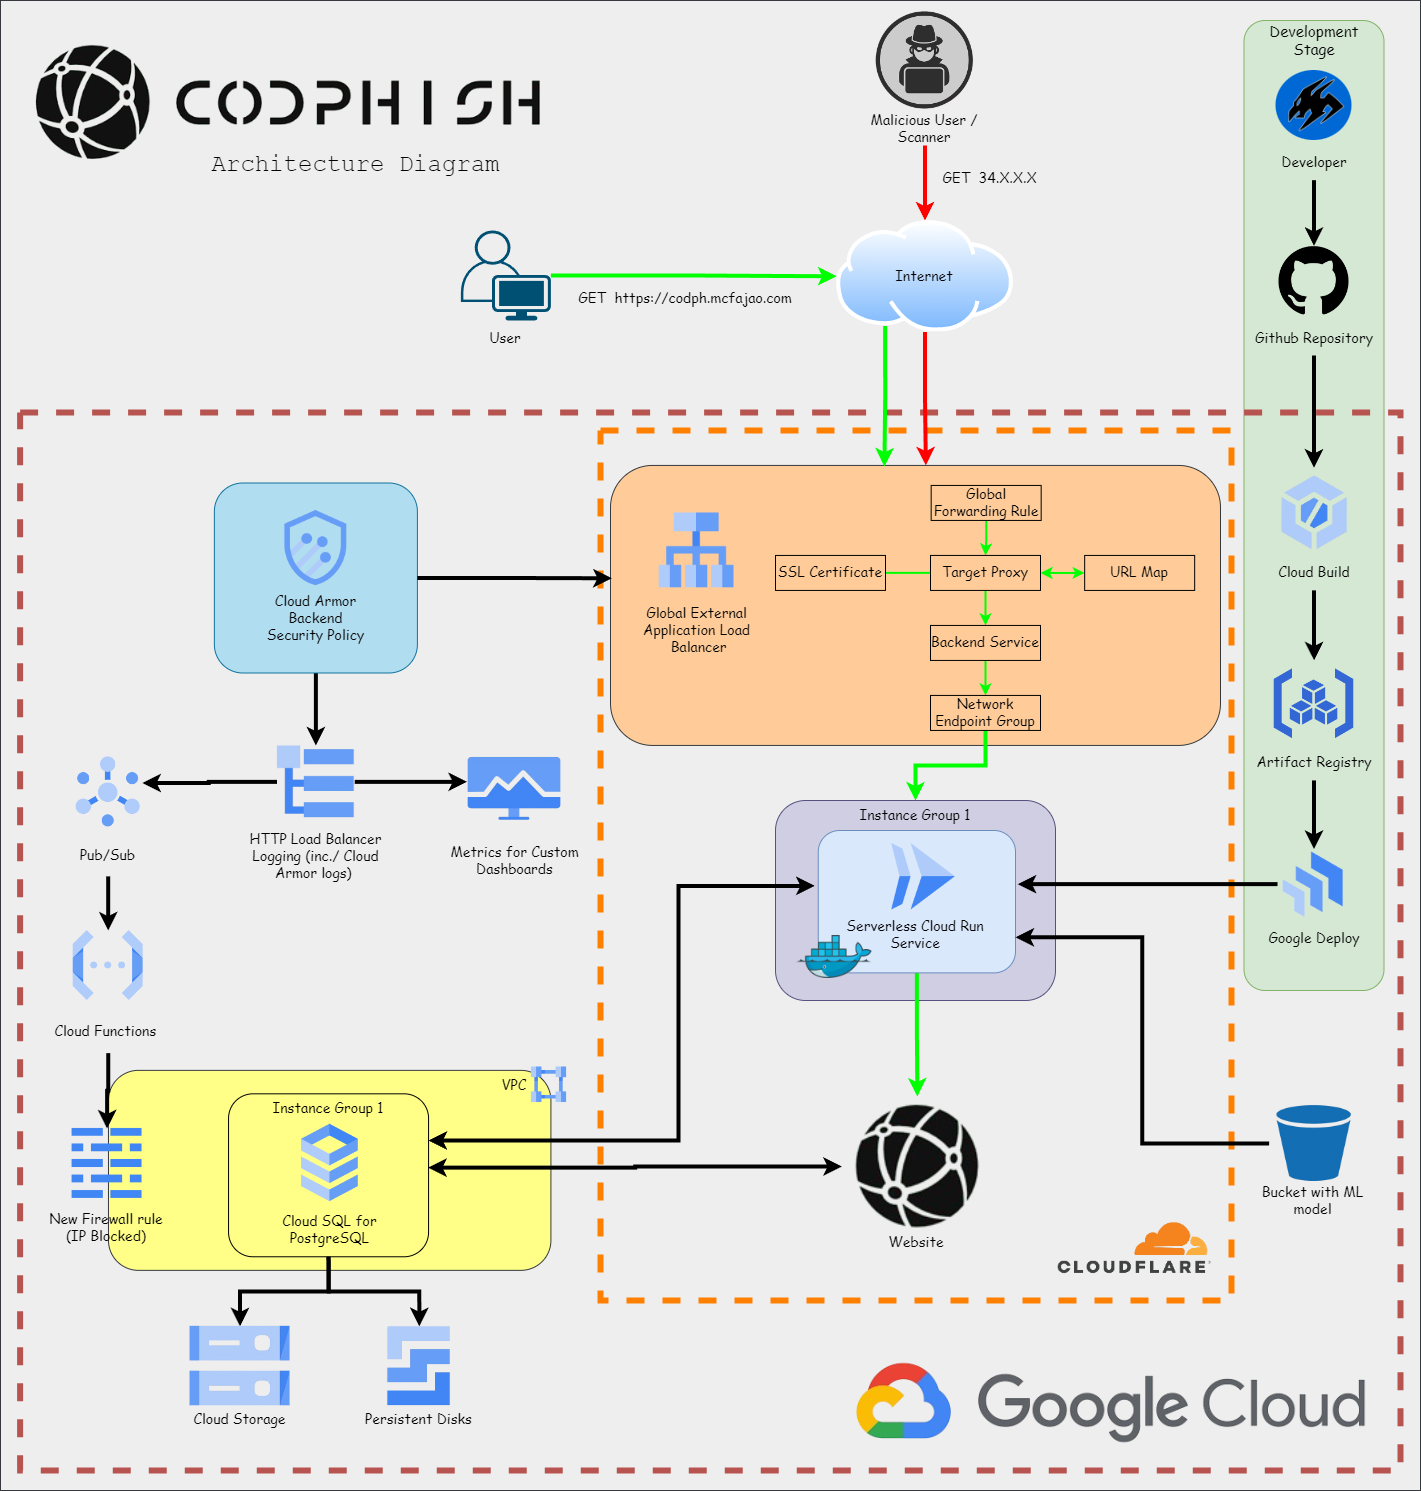 CODPHISH
Architecture Diagram
Malicious User /
Scanner
GET  34.X.X.X
Development
Stage
Developer
Github Repository
Internet
GET  https://codph.mcfajao.com
User
Cloud Armor
Backend
Security Policy
Global External
Application Load
Balancer
Global
Forwarding Rule
SSL Certificate
Target Proxy
URL Map
Backend Service
Network
Endpoint Group
Cloud Build
Artifact Registry
Google Deploy
Pub/Sub
HTTP Load Balancer
Logging (inc./ Cloud
Armor logs)
Metrics for Custom
Dashboards
Instance Group 1
Serverless Cloud Run
Service
Cloud Functions
VPC
Instance Group 1
Cloud SQL for
PostgreSQL
New Firewall rule
(IP Blocked)
Website
Bucket with ML
model
CLOUDFLARE
Cloud Storage
Persistent Disks
Google Cloud